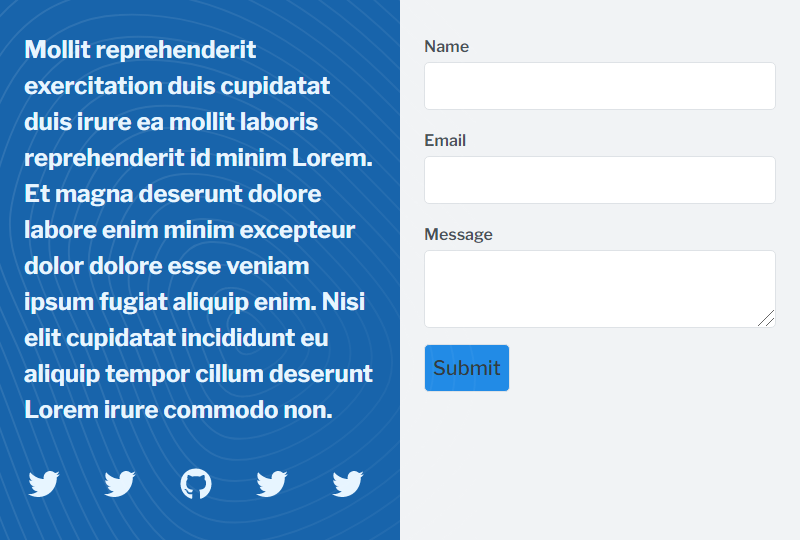 Mollit reprehenderit
exercitation duis cupidatat
duis irure ea mollit laboris
reprehenderit id minim Lorem.
Et magna deserunt dolore
labore enim minim excepteur
dolor dolore esse veniam
ipsum fugiat aliquip enim. Nisi
elit cupidatat incididunt eu
aliquip tempor cillum deserunt
Lorem irure commodo non.
Name
Email
Message
Submit